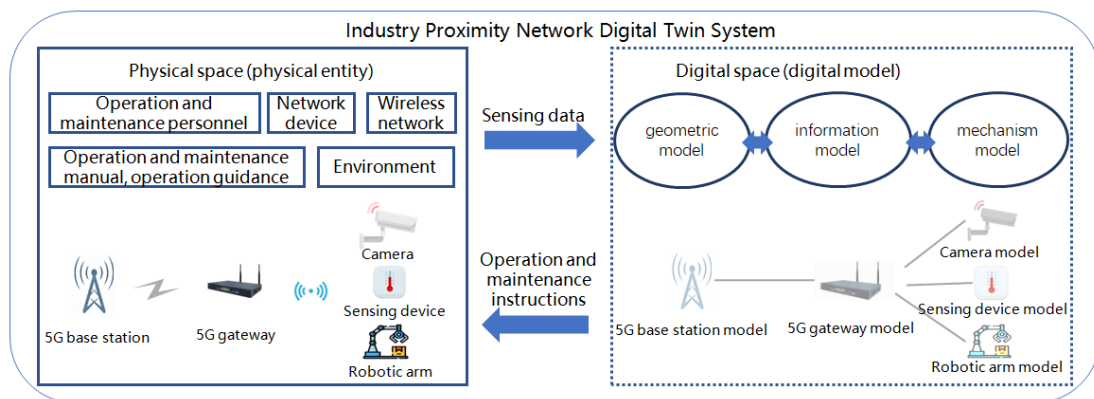 Industry Proximity Network Digital Twin System
Physical space (physical entity)
Operation and
maintenance personnel
Network
device
Wireless
network
Operation and maintenance
manual, operation guidance
Environment
Camera
Sensing device
5G base station
5G gateway
Robotic arm
Sensing data
Operation and
maintenance
instructions
Digital space (digital model)
geometric
model
information
model
mechanism
model
Camera model
5G base station model
5G gateway model
Sensing device model
Robotic arm model